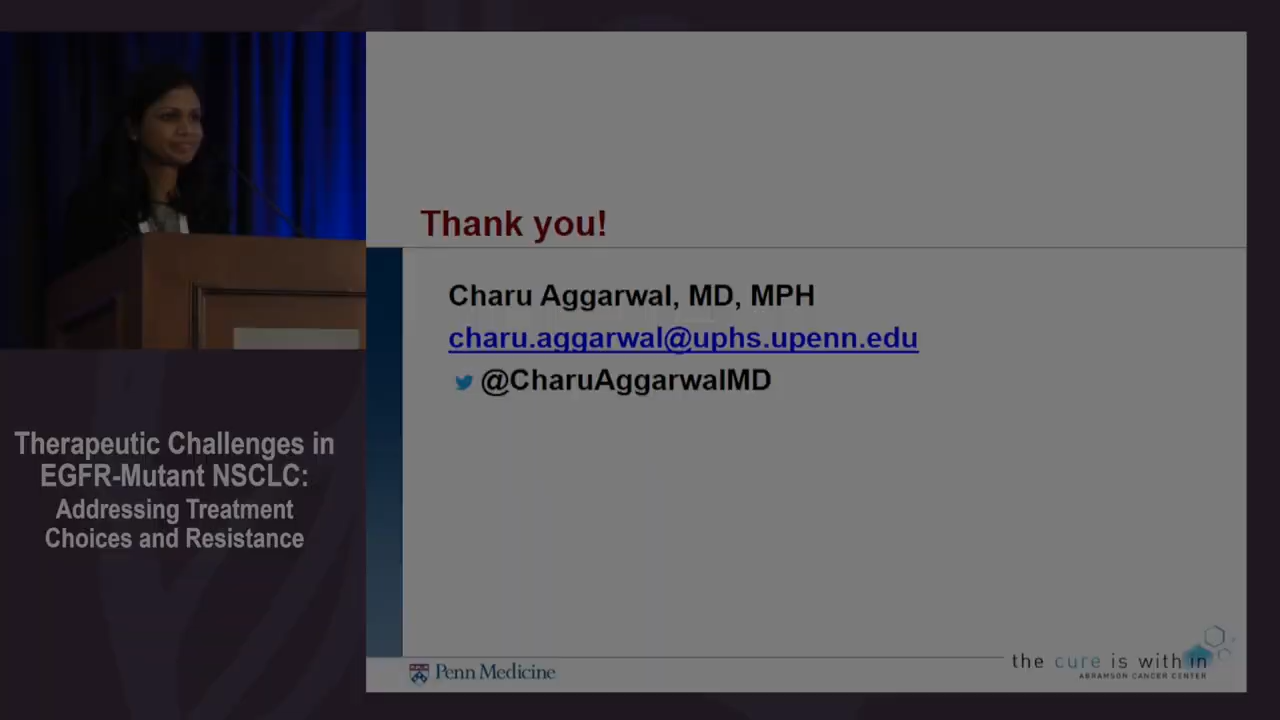 Thank you!
Charu Aggarwal, MD, MPH
charu.aggarwal@uphs.upenn.edu
@CharuAggarwalMD
Therapeutic Challenges in
EGFR-Mutant NSCLC:
Addressing Treatment
Choices and Resistance
Penn Medicine
the cure is within
ABRAMSON CANCER CENTER